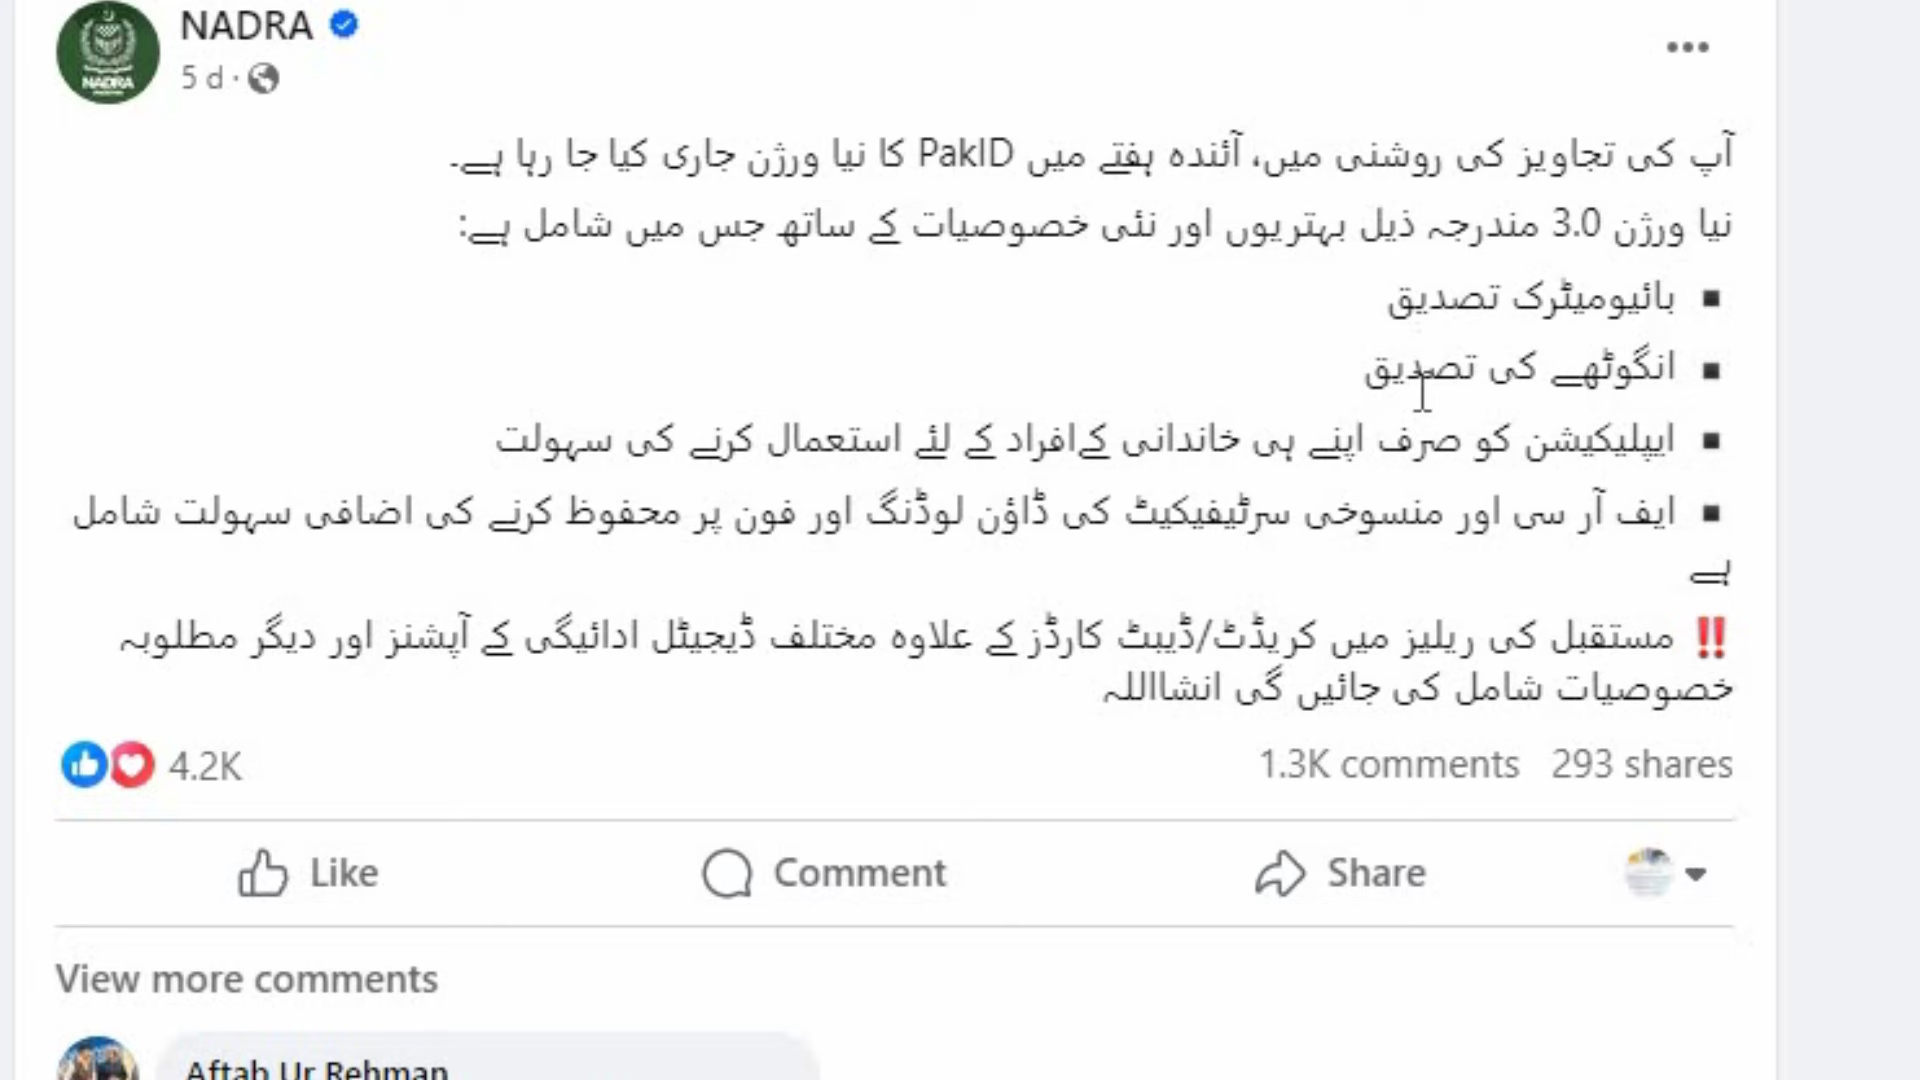 NADRA
NADRA
5 d ·
آپ کی تجاویز کی روشنی میں، آئندہ ہفتے میں PakID کا نیا ورژن جاری کیا جا رہا ہے۔
نیا ورژن 3.0 مندرجہ ذیل بہتریوں اور نئی خصوصیات کے ساتھ جس میں شامل ہے:
▪ بائیومیٹرک تصدیق
▪ انگوٹھے کی تصدیق
▪ ایپلیکیشن کو صرف اپنے ہی خاندانی کےافراد کے لئے استعمال کرنے کی سہولت
▪ ایف آر سی اور منسوخی سرٹیفیکیٹ کی ڈاؤن لوڈنگ اور فون پر محفوظ کرنے کی اضافی سہولت شامل
ہے
‼ مستقبل کی ریلیز میں کریڈٹ/ڈیبٹ کارڈز کے علاوہ مختلف ڈیجیٹل ادائیگی کے آپشنز اور دیگر مطلوبہ
خصوصیات شامل کی جائیں گی انشااللہ
4.2K 1.3K comments 293 shares
Like Comment Share
View more comments
Aftab Ur Rehman